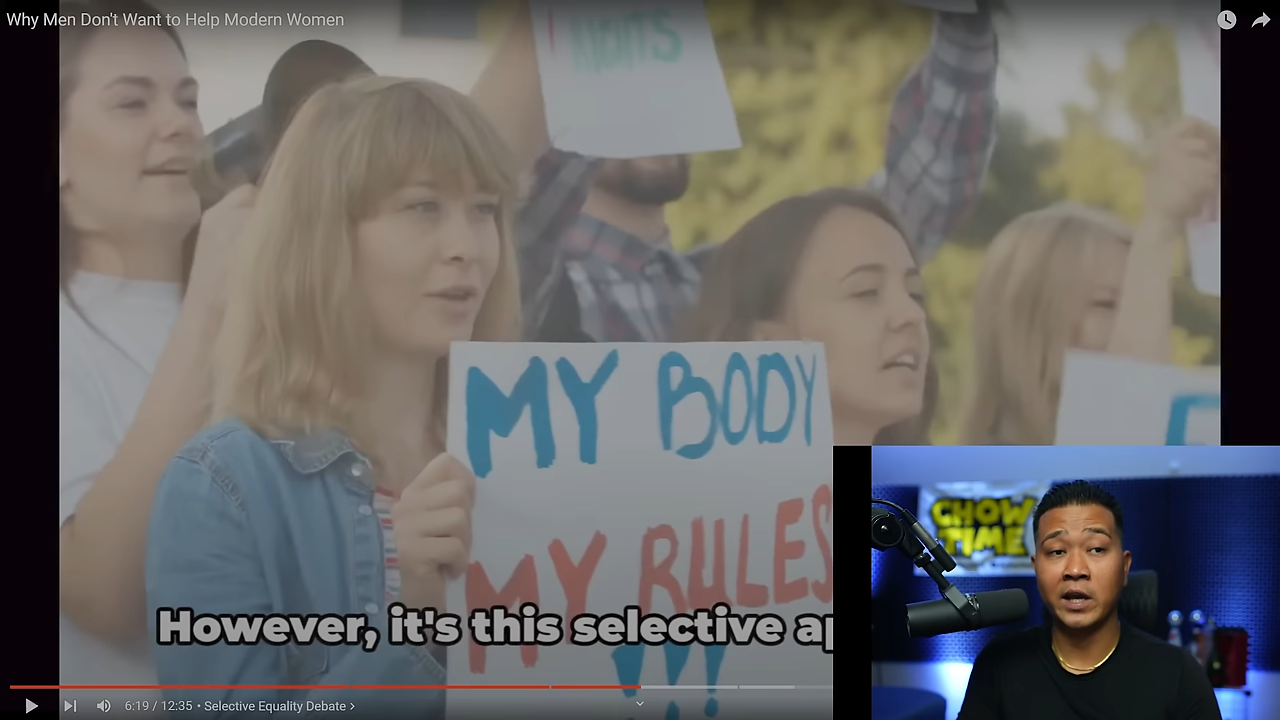 Why Men Don't Want to Help Modern Women
MY BODY
MY RULES
!!!
CHOW
TIME
However, it's this selective
6:19 / 12:35 • Selective Equality Debate ›